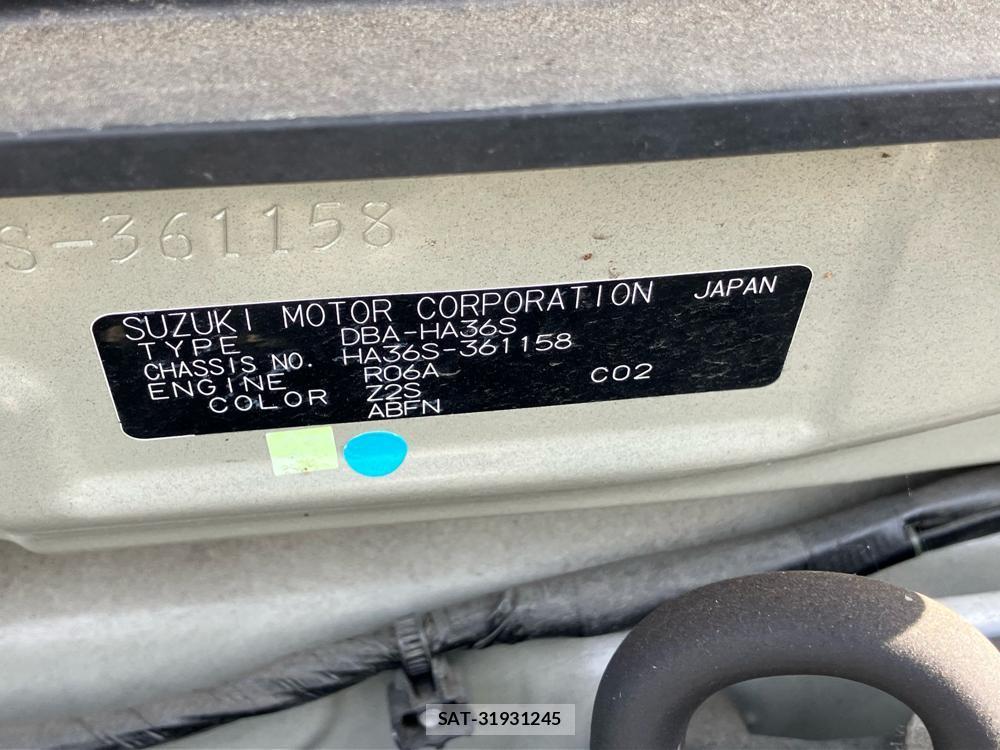 S-361158
SUZUKI MOTOR CORPORATION JAPAN
TYPE DBA-HA36S
CHASSIS NO. HA36S-361158
ENGINE R06A C02
COLOR Z2S
ABFN
SAT-31931245